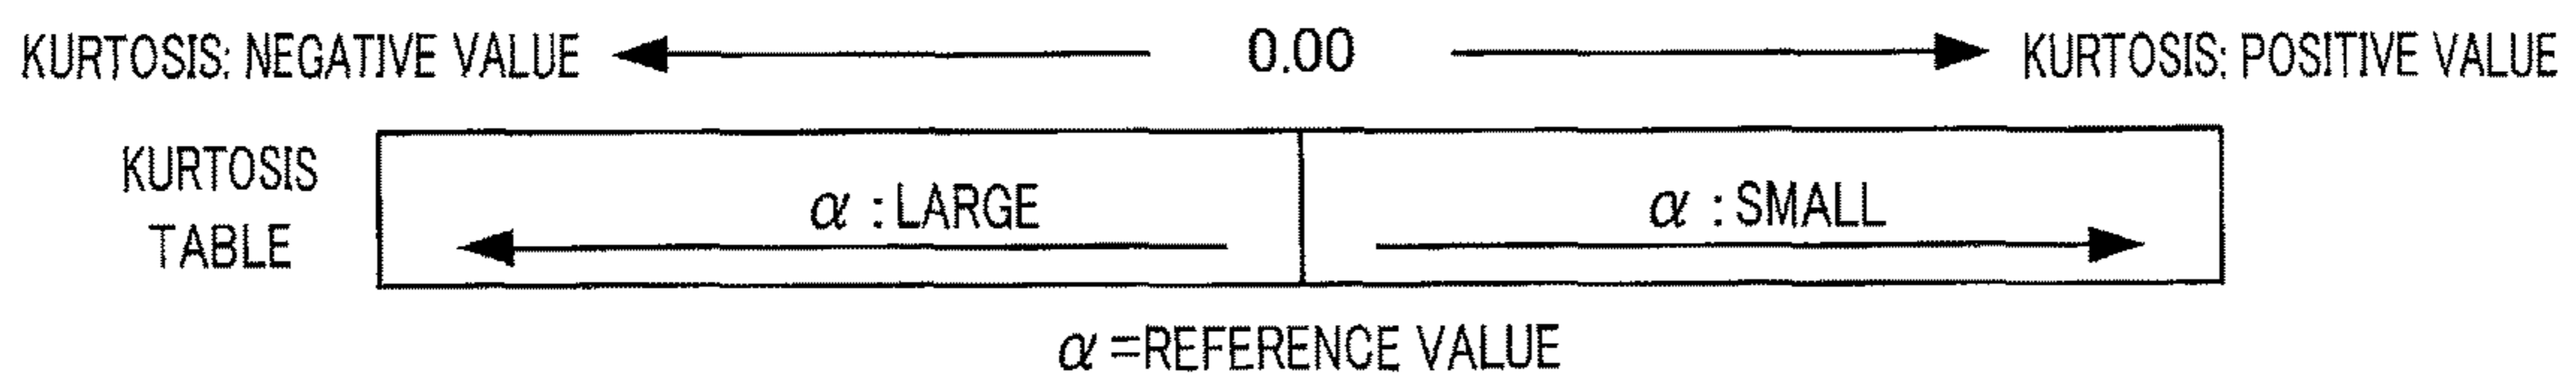 KURTOSIS: NEGATIVE VALUE 0.00 KURTOSIS: POSITIVE VALUE
KURTOSIS
TABLE
α : LARGE
α : SMALL
α =REFERENCE VALUE